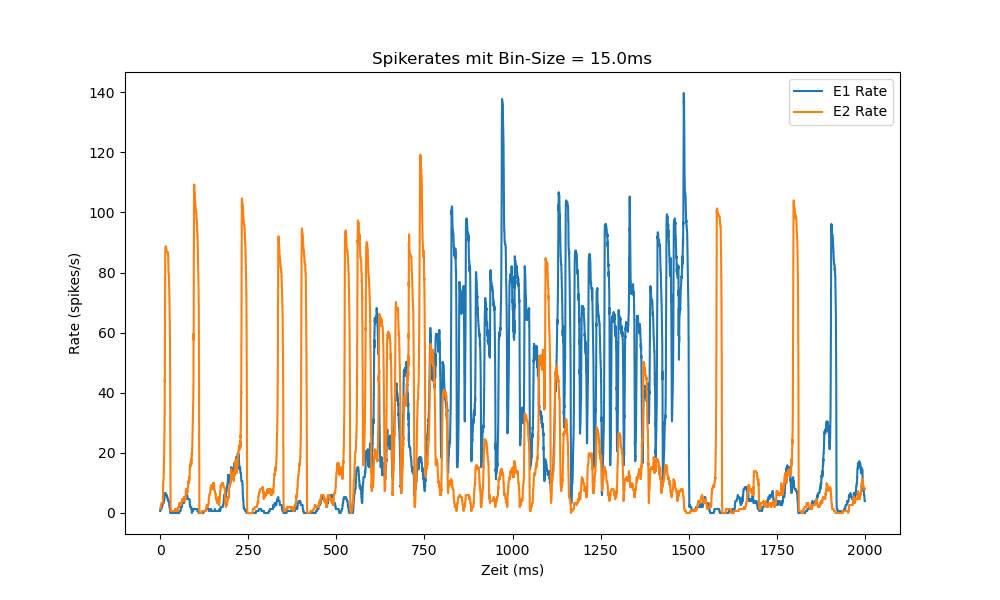 Spikerates mit Bin-Size = 15.0ms
E1 Rate
E2 Rate
Rate (spikes/s)
140
120
100
80
60
40
20
0
0 250 500 750 1000 1250 1500 1750 2000
Zeit (ms)